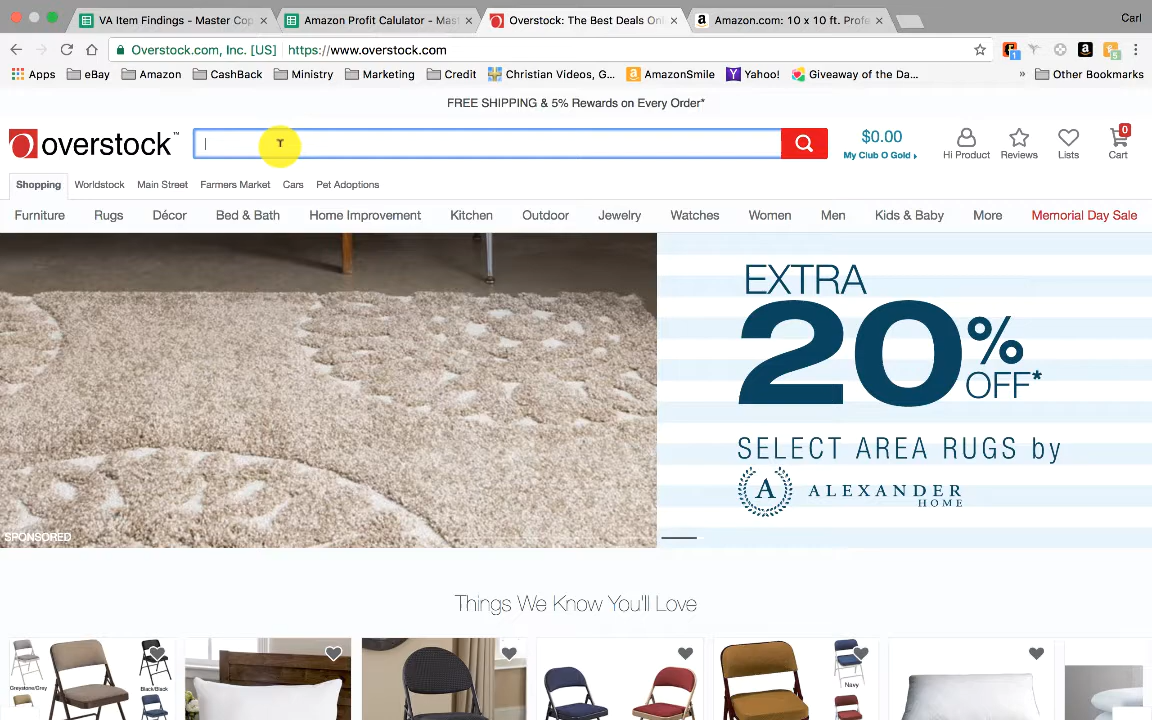 VA Item Findings - Master Cop
Amazon Profit Calulator - Mast
Overstock: The Best Deals Onl
Amazon.com: 10 x 10 ft. Profe
Carl
Overstock.com, Inc. [US] https://www.overstock.com
Apps eBay Amazon CashBack Ministry Marketing Credit Christian Videos, G... AmazonSmile Yahoo! Giveaway of the Da... » Other Bookmarks
FREE SHIPPING & 5% Rewards on Every Order*
overstock™
$0.00
My Club O Gold
Hi Product
Reviews
Lists
0
Cart
Shopping Worldstock Main Street Farmers Market Cars Pet Adoptions
Furniture Rugs Décor Bed & Bath Home Improvement Kitchen Outdoor Jewelry Watches Women Men Kids & Baby More Memorial Day Sale
EXTRA
20%
OFF*
SELECT AREA RUGS by
A ALEXANDER
HOME
SPONSORED
Things We Know You'll Love
Greystone/Grey
Black/Black
Navy